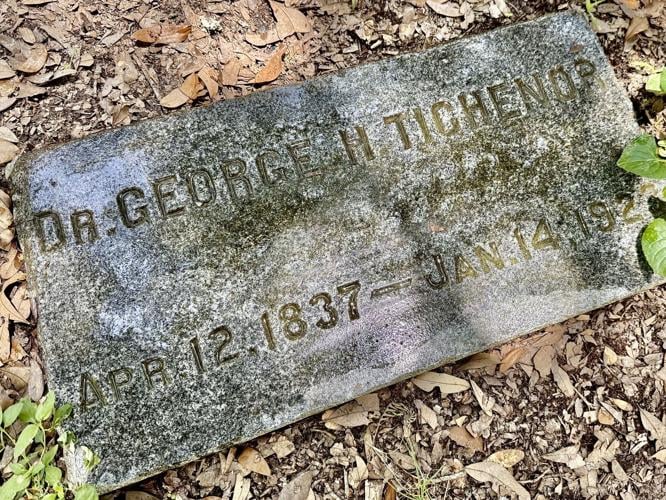 DR. GEORGE H. TICHENOR
APR. 12, 1837 — JAN. 14, 192